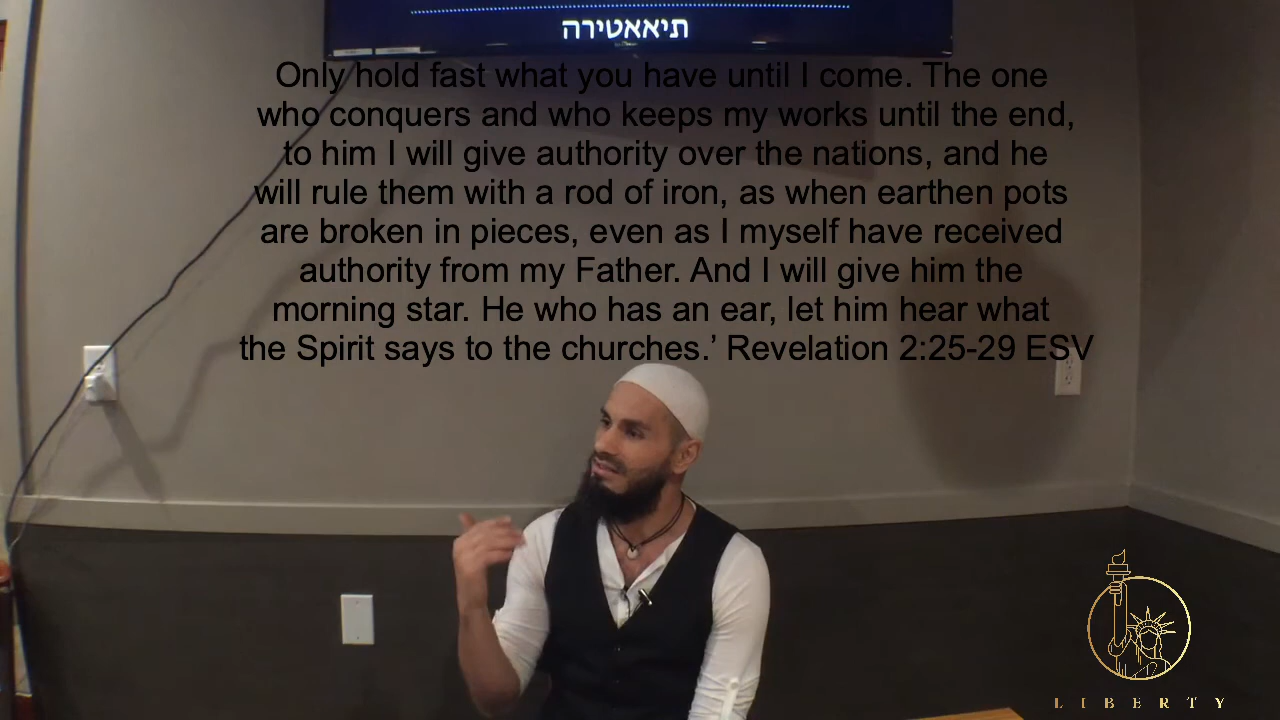 תיאאטירה
Only hold fast what you have until I come. The one
who conquers and who keeps my works until the end,
to him I will give authority over the nations, and he
will rule them with a rod of iron, as when earthen pots
are broken in pieces, even as I myself have received
authority from my Father. And I will give him the
morning star. He who has an ear, let him hear what
the Spirit says to the churches.’ Revelation 2:25-29 ESV
LIBERTY